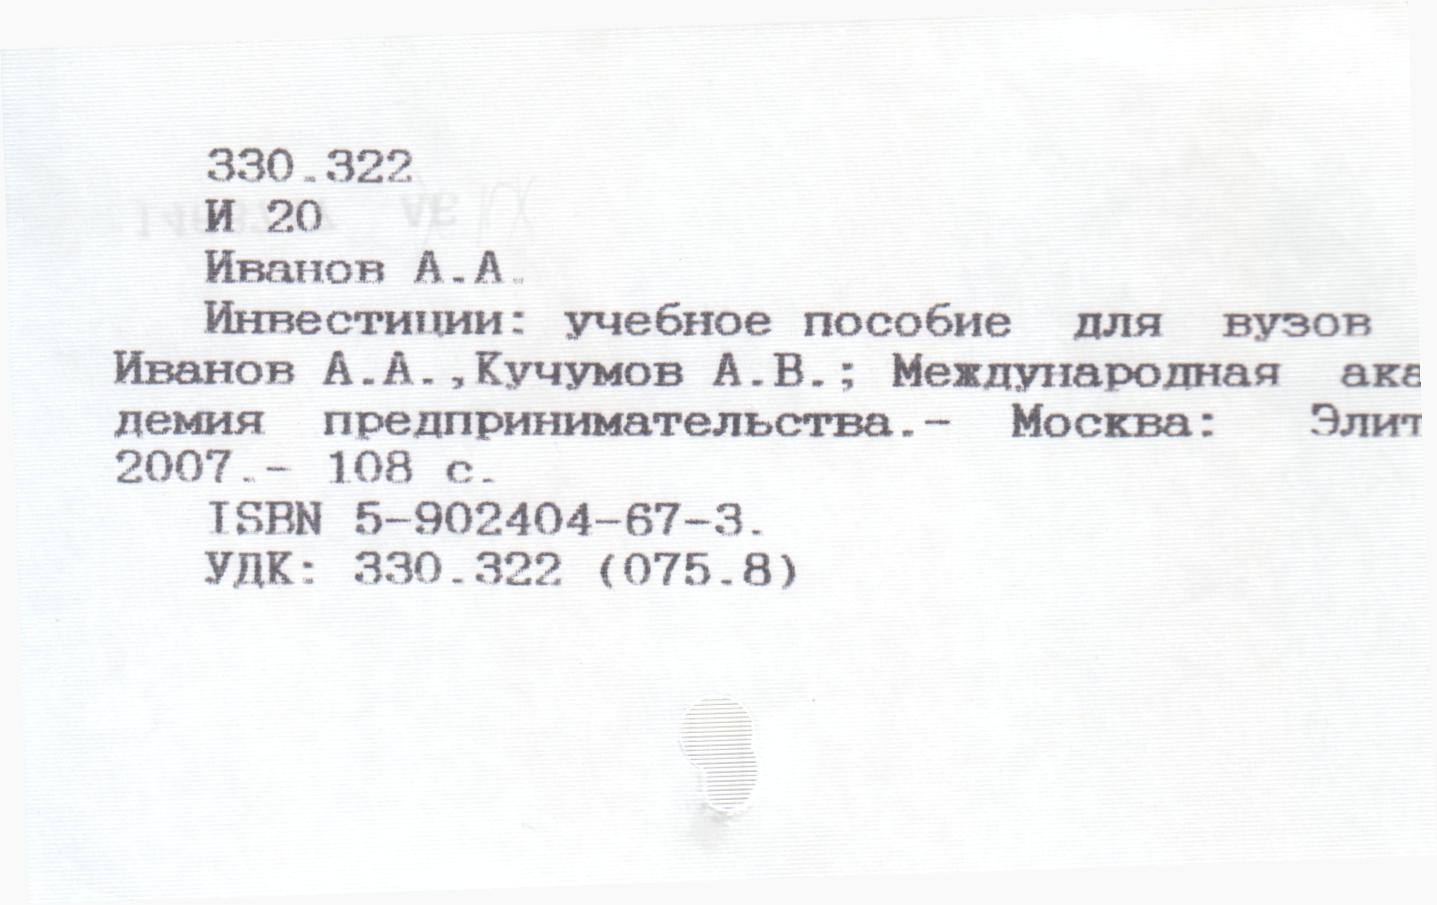 330.322
И 20
Иванов А.А.
Инвестиции: учебное пособие для вузов
Иванов А.А.,Кучумов А.В.; Международная ака
демия предпринимательства.- Москва: Элит
2007.- 108 с.
ISBN 5-902404-67-3.
УДК: 330.322 (075.8)